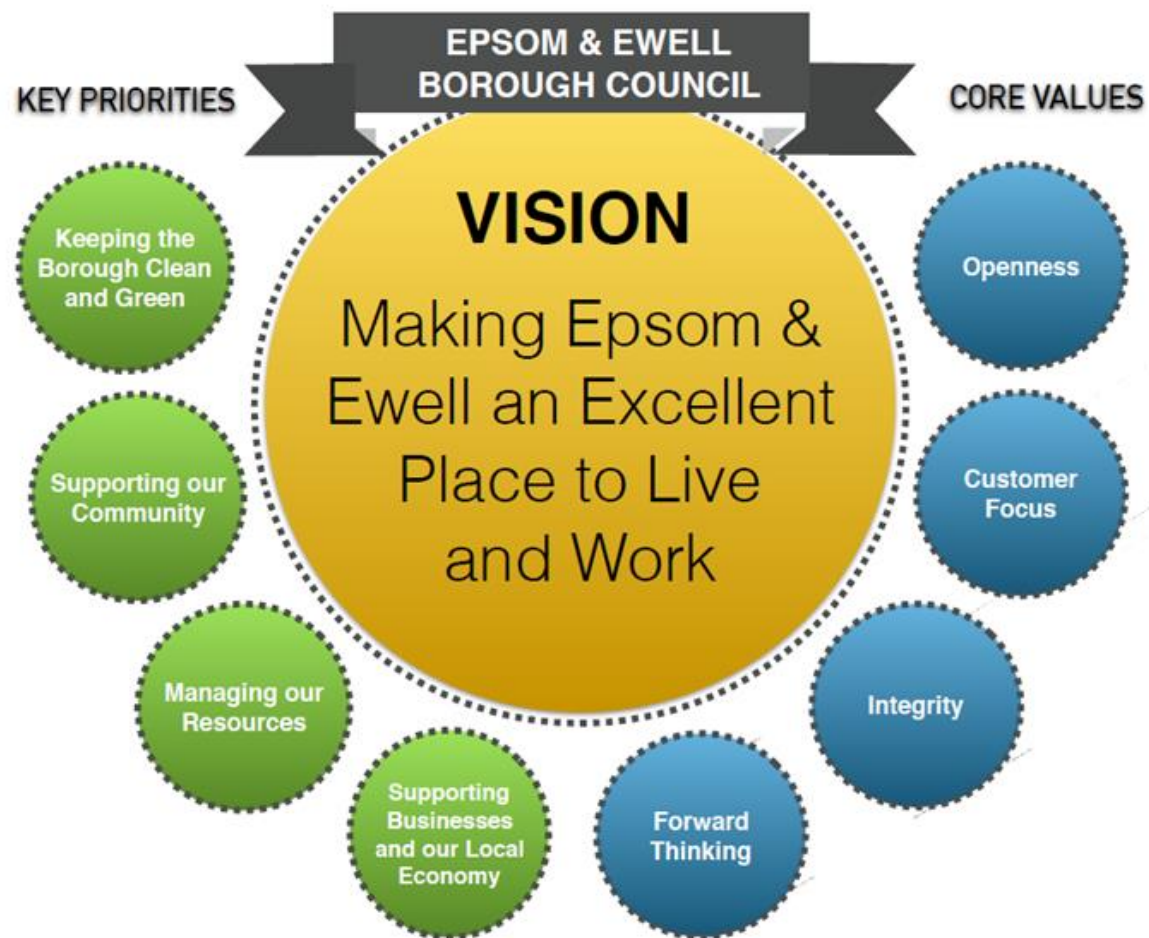 EPSOM & EWELL
BOROUGH COUNCIL
KEY PRIORITIES
CORE VALUES
VISION
Making Epsom &
Ewell an Excellent
Place to Live
and Work
Keeping the
Borough Clean
and Green
Supporting our
Community
Managing our
Resources
Supporting
Businesses
and our Local
Economy
Openness
Customer
Focus
Integrity
Forward
Thinking